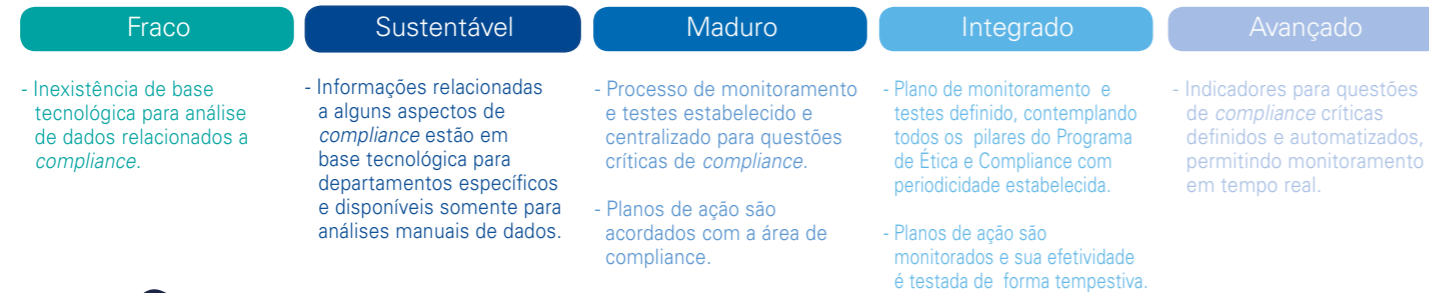 Fraco
- Inexistência de base
tecnológica para análise
de dados relacionados a
compliance.
Sustentável
- Informações relacionadas
a alguns aspectos de
compliance estão em
base tecnológica para
departamentos específicos
e disponíveis somente para
análises manuais de dados.
Maduro
- Processo de monitoramento
e testes estabelecido e
centralizado para questões
críticas de compliance.
- Planos de ação são
acordados com a área de
compliance.
Integrado
- Plano de monitoramento e
testes definido, contemplando
todos os pilares do Programa
de Ética e Compliance com
periodicidade estabelecida.
- Planos de ação são
monitorados e sua efetividade
é testada de forma tempestiva.
Avançado
- Indicadores para questões
de compliance críticas
definidos e automatizados,
permitindo monitoramento
em tempo real.